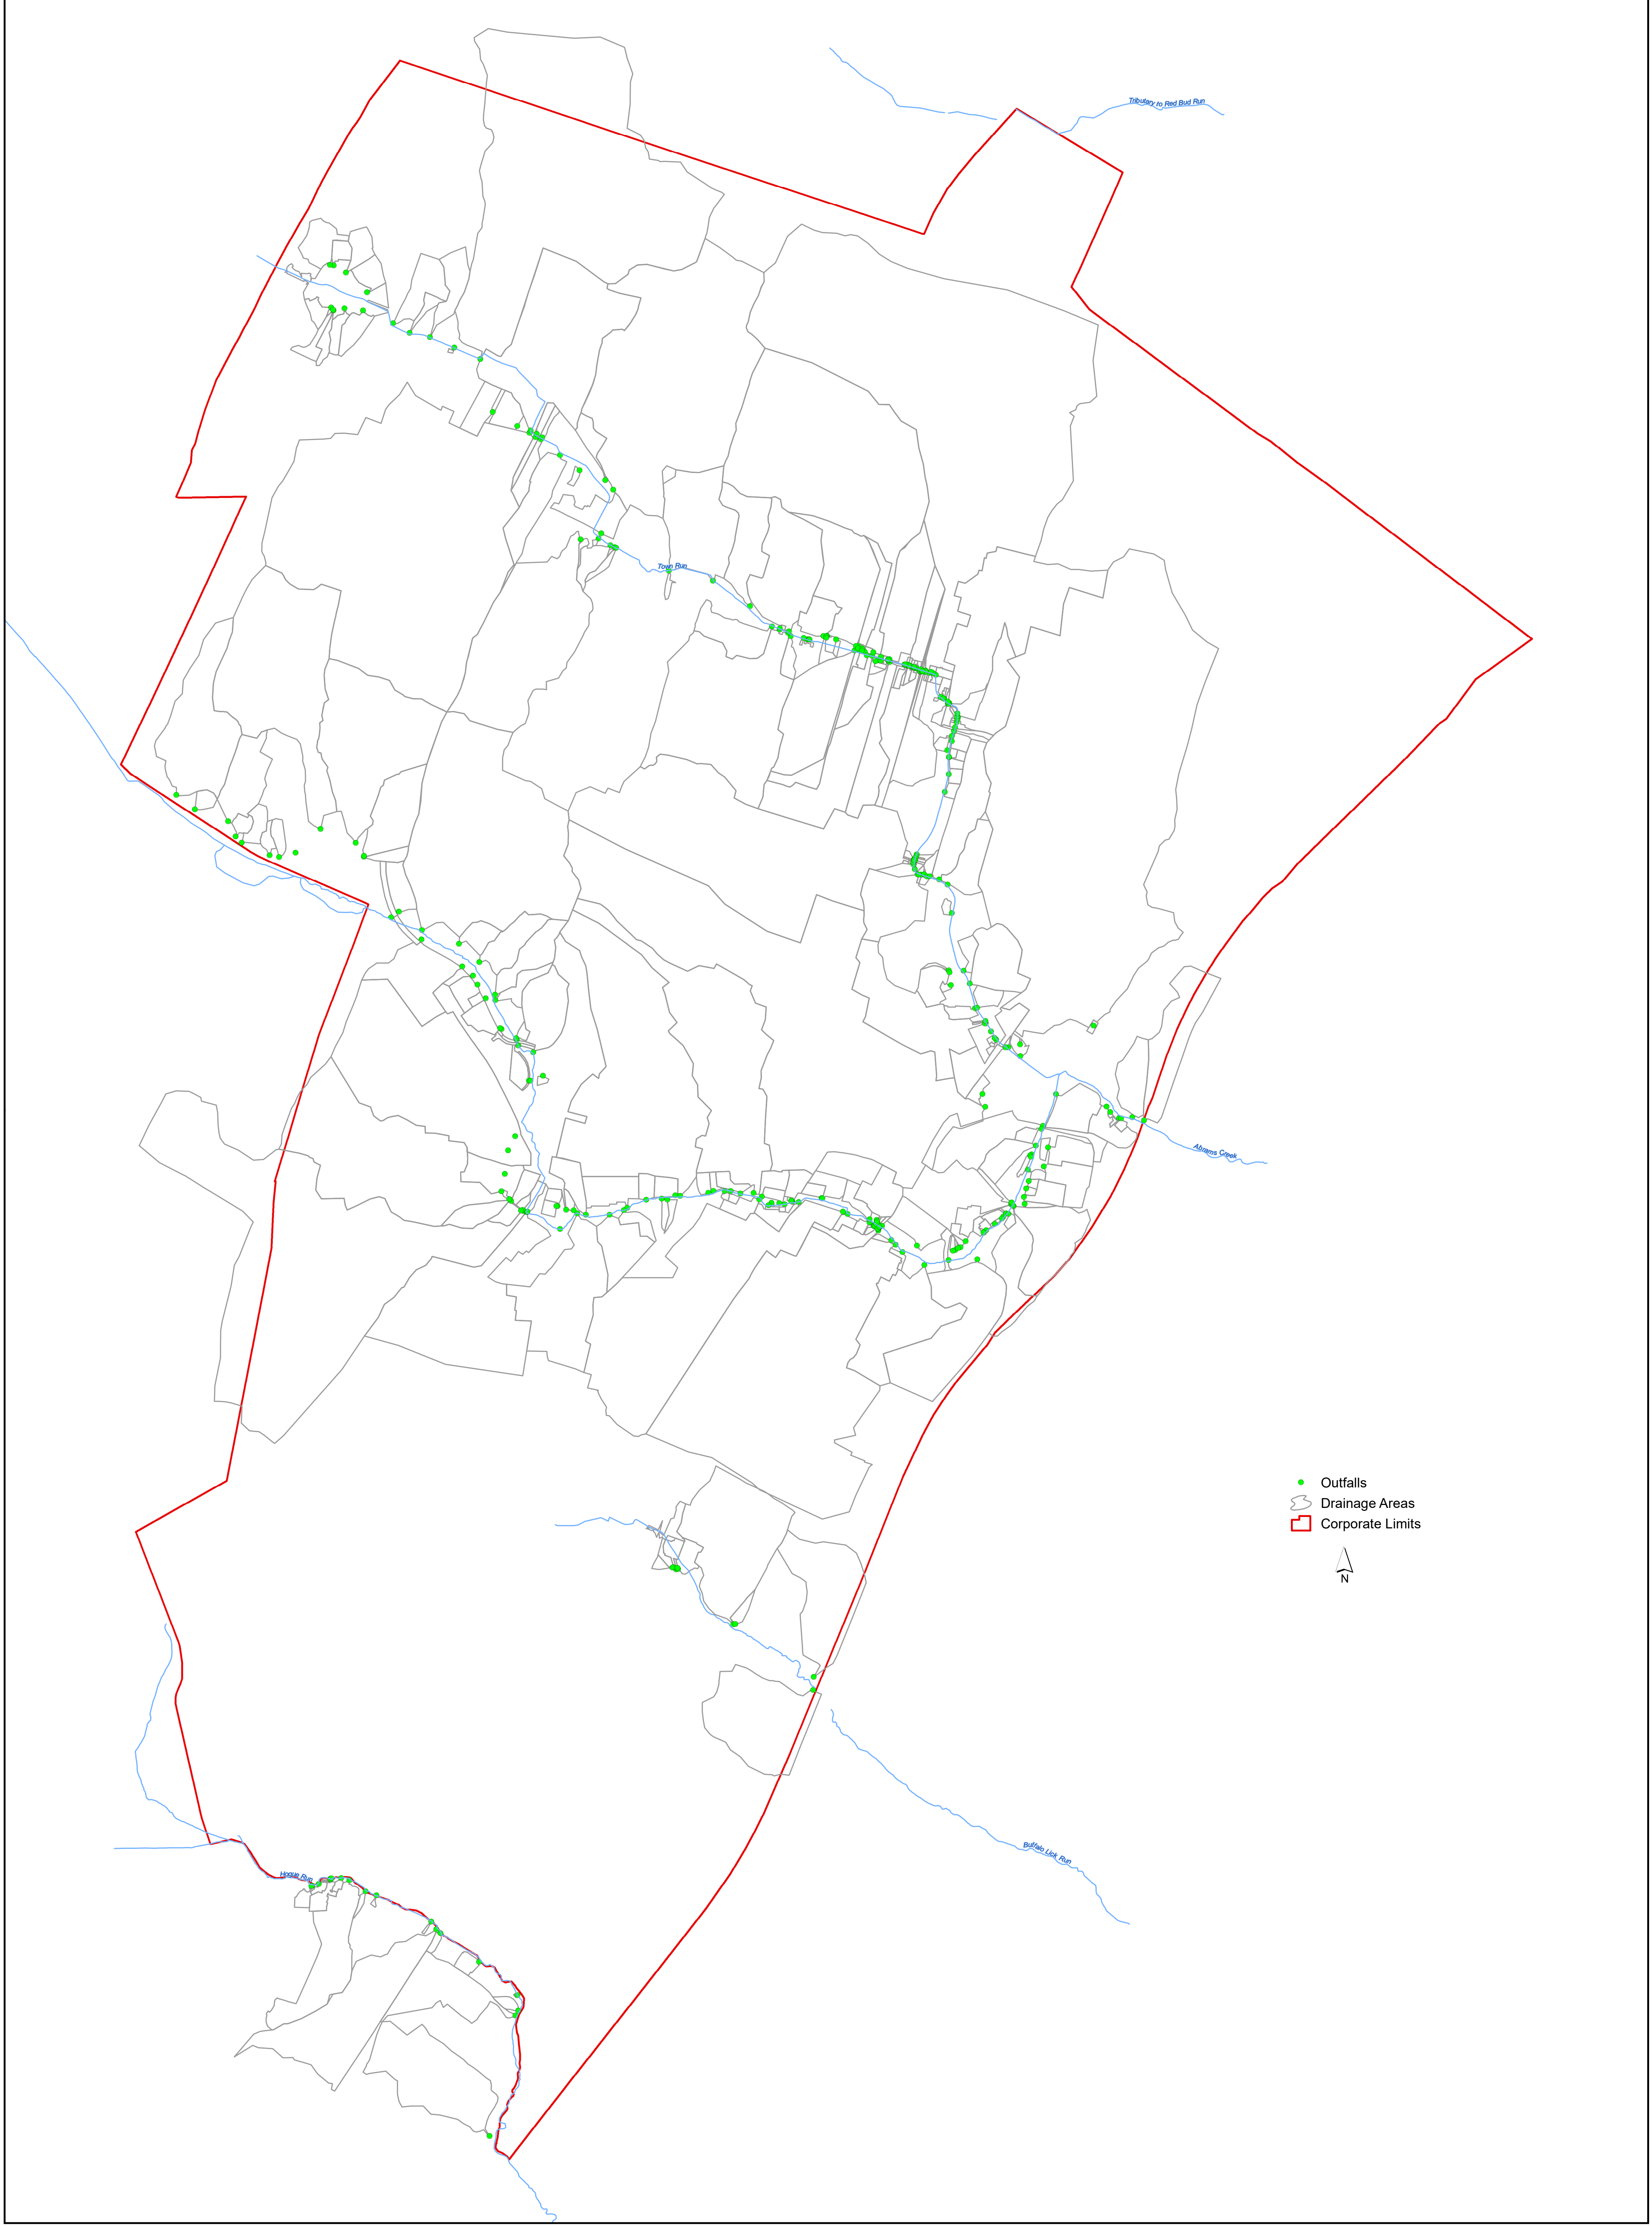 Tributary to Red Bud Run
Town Run
Abrams Creek
Outfalls
Drainage Areas
Corporate Limits
N
Buffalo Lick Run
Hogue Run